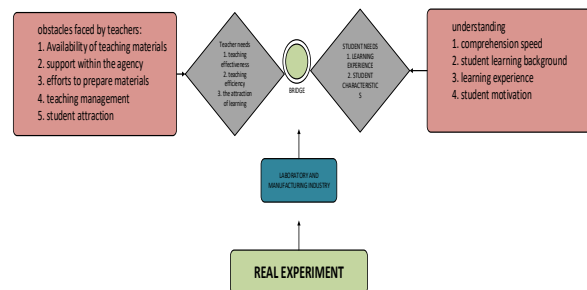 obstacles faced by teachers:
1. Availability of teaching materials
2. support within the agency
3. efforts to prepare materials
4. teaching management
5. student attraction
Teacher needs
1. teaching
effectiveness
2. teaching
efficiency
3. the attraction
of learning
BRIDGE
STUDENT NEEDS
1. LEARNING
EXPERIENCE
2. STUDENT
CHARACTERISTIC
S
understanding
1. comprehension speed
2. student learning background
3. learning experience
4. student motivation
LABORATORY AND
MANUFACTURING INDUSTRY
REAL EXPERIMENT